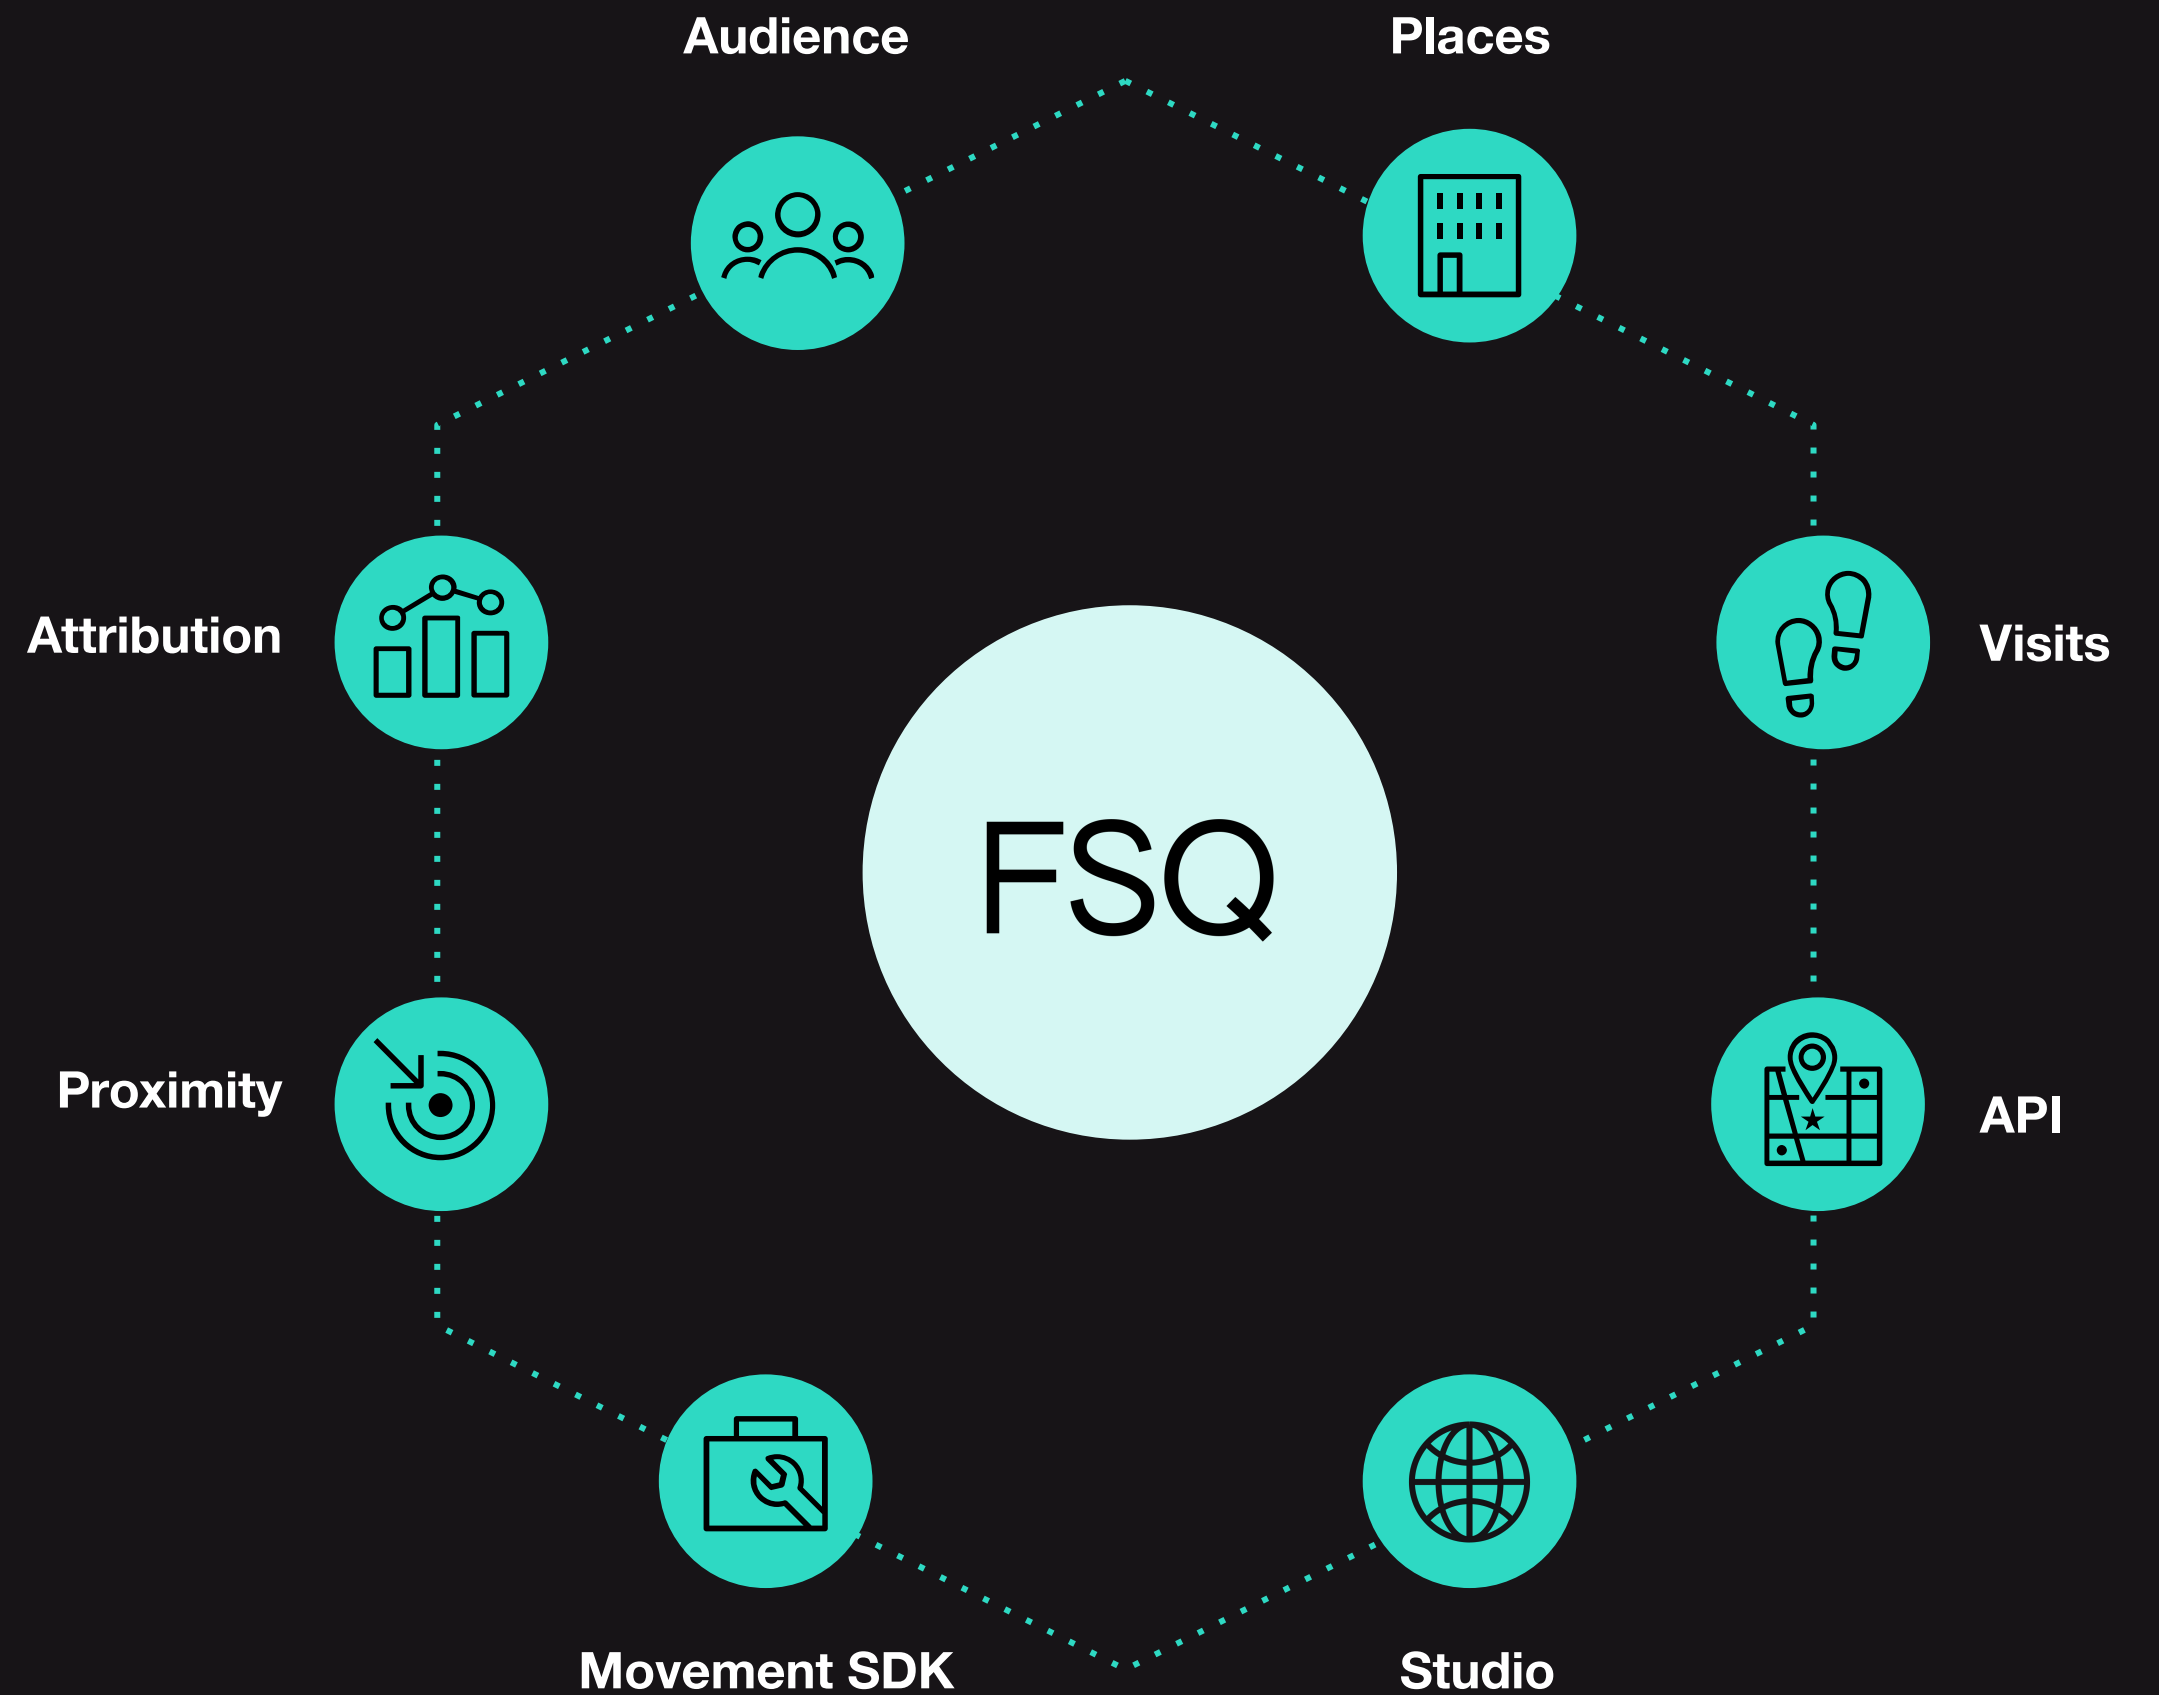 Audience
Places
Attribution
Visits
FSQ
Proximity
API
Movement SDK
Studio